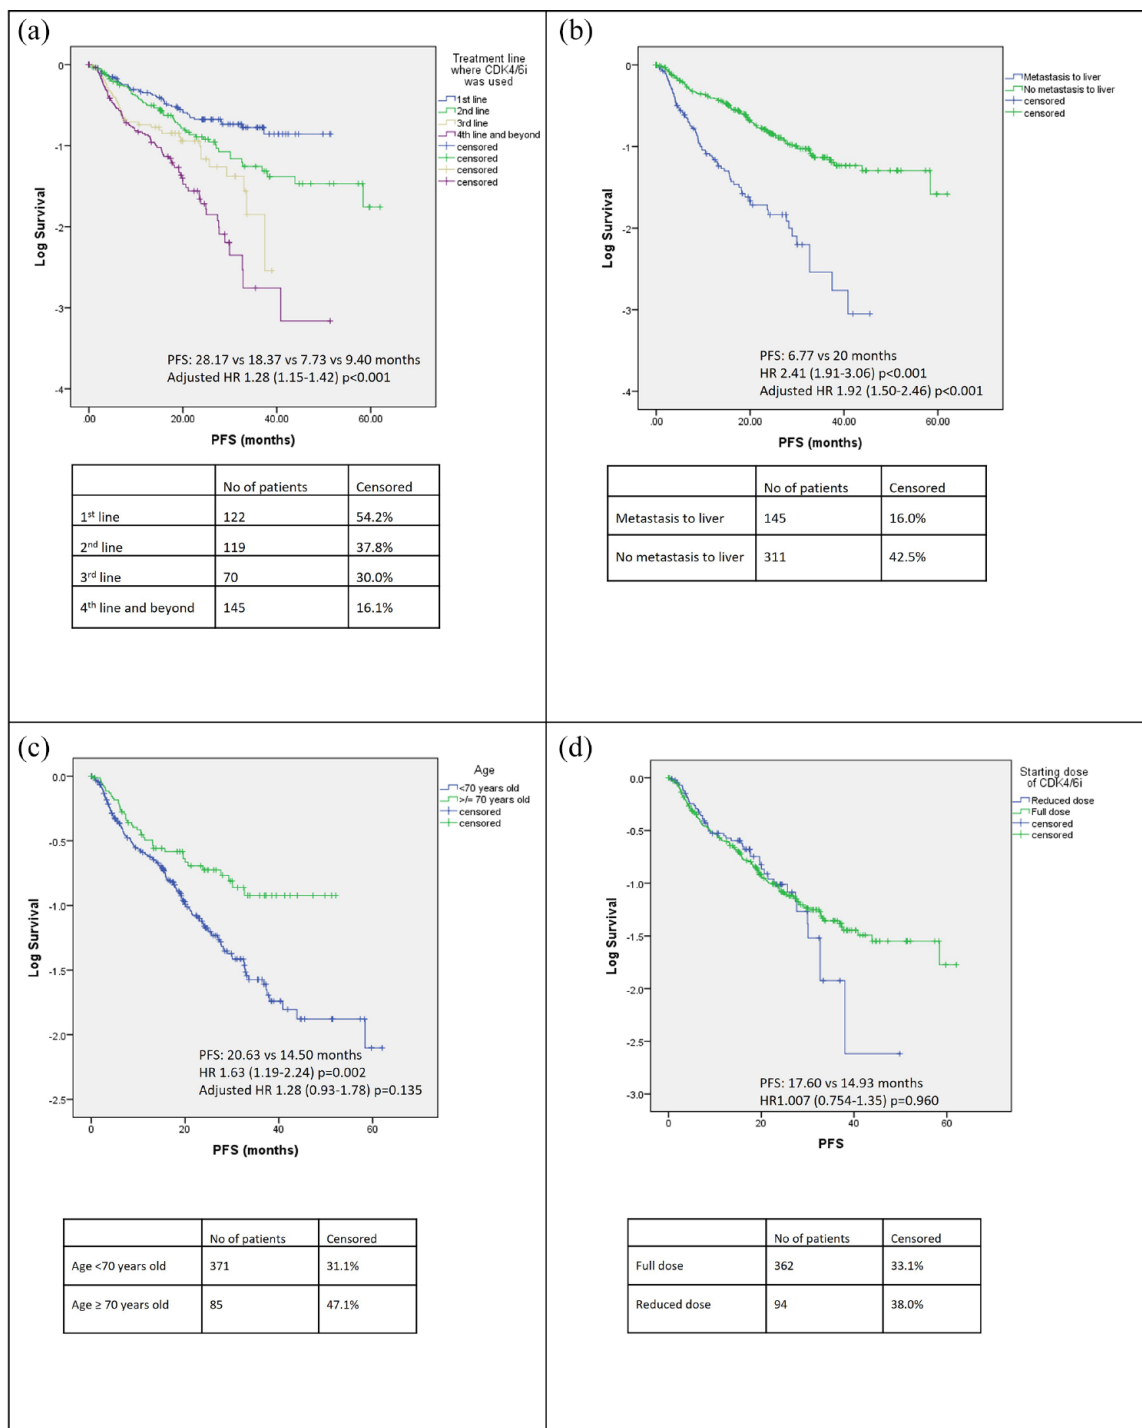 (a)
Treatment line
where CDK4/6i
was used
1st line
2nd line
3rd line
4th line and beyond
censored
censored
censored
censored
0
-1
-2
-3
-4
Log Survival
PFS: 28.17 vs 18.37 vs 7.73 vs 9.40 months
Adjusted HR 1.28 (1.15-1.42) p<0.001
.00 20.00 40.00 60.00
PFS (months)
No of patients Censored
1st line 122 54.2%
2nd line 119 37.8%
3rd line 70 30.0%
4th line and beyond 145 16.1%
(b)
Metastasis to liver
No metastasis to liver
censored
censored
0
-1
-2
-3
-4
Log Survival
PFS: 6.77 vs 20 months
HR 2.41 (1.91-3.06) p<0.001
Adjusted HR 1.92 (1.50-2.46) p<0.001
.00 20.00 40.00 60.00
PFS (months)
No of patients Censored
Metastasis to liver 145 16.0%
No metastasis to liver 311 42.5%
(c)
Age
<70 years old
>/= 70 years old
censored
censored
0.0
-0.5
-1.0
-1.5
-2.0
-2.5
Log Survival
PFS: 20.63 vs 14.50 months
HR 1.63 (1.19-2.24) p=0.002
Adjusted HR 1.28 (0.93-1.78) p=0.135
0 20 40 60
PFS (months)
No of patients Censored
Age <70 years old 371 31.1%
Age ≥ 70 years old 85 47.1%
(d)
Starting dose
of CDK4/6i
Reduced dose
Full dose
censored
censored
0.0
-0.5
-1.0
-1.5
-2.0
-2.5
-3.0
Log Survival
PFS: 17.60 vs 14.93 months
HR1.007 (0.754-1.35) p=0.960
0 20 40 60
PFS
No of patients Censored
Full dose 362 33.1%
Reduced dose 94 38.0%